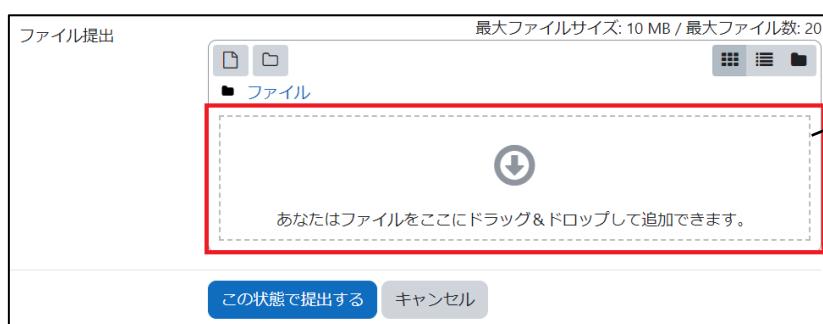 ファイル提出
最大ファイルサイズ: 10 MB / 最大ファイル数: 20
ファイル
あなたはファイルをここにドラッグ&ドロップして追加できます。
この状態で提出する
キャンセル